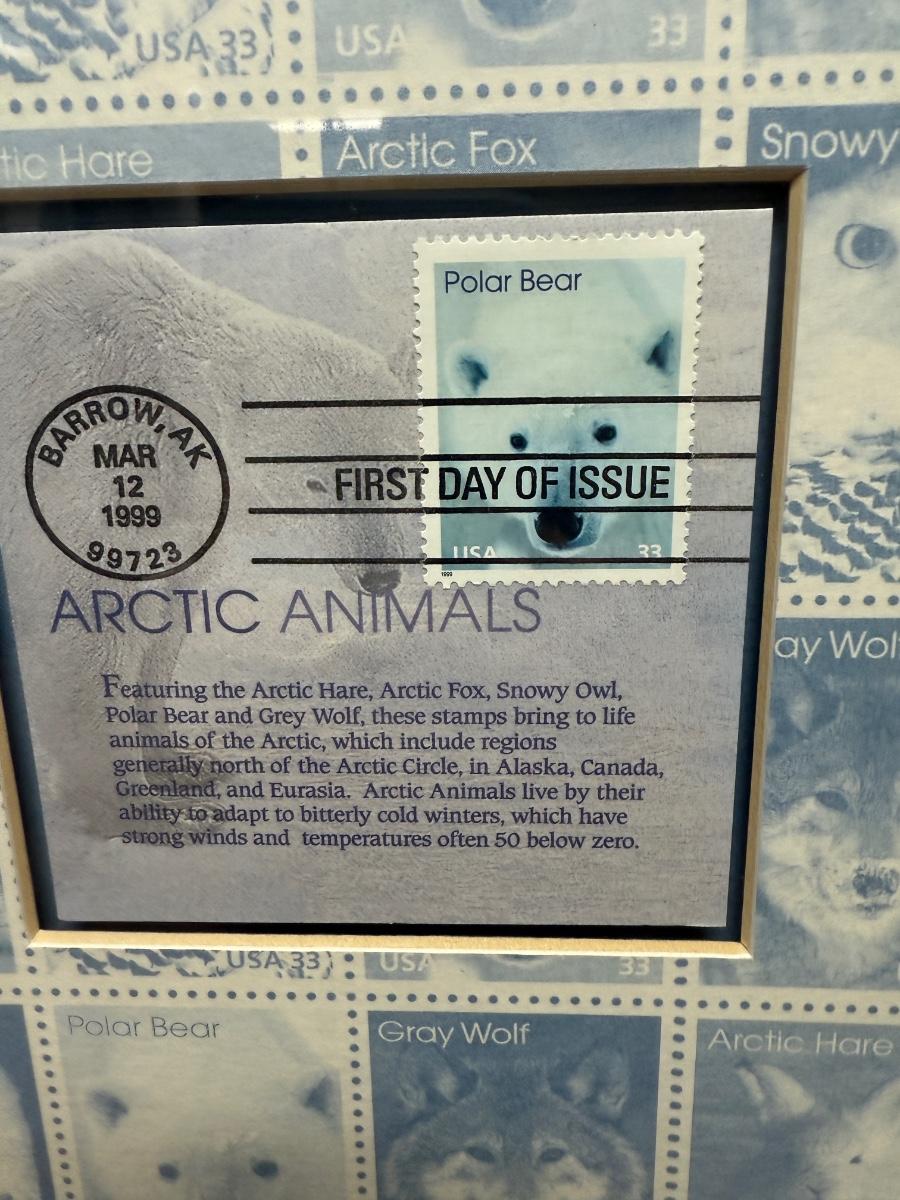 USA 33
USA
33
tic Hare
Arctic Fox
Snowy
Polar Bear
BARROW, AK
MAR
12
1999
99723
FIRST DAY OF ISSUE
USA
33
1999
ARCTIC ANIMALS
Featuring the Arctic Hare, Arctic Fox, Snowy Owl,
Polar Bear and Grey Wolf, these stamps bring to life
animals of the Arctic, which include regions
generally north of the Arctic Circle, in Alaska, Canada,
Greenland, and Eurasia. Arctic Animals live by their
ability to adapt to bitterly cold winters, which have
strong winds and temperatures often 50 below zero.
ay Wolf
USA 33
USA
33
Polar Bear
Gray Wolf
Arctic Hare